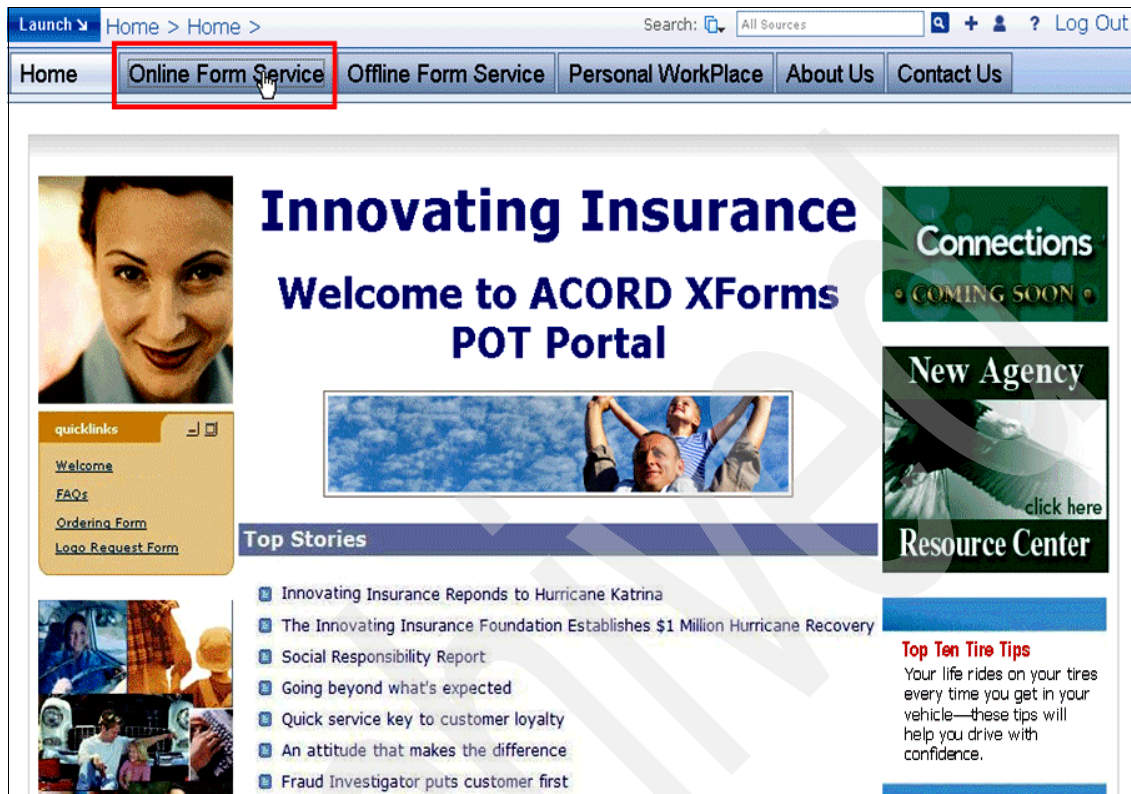 Launch
Home > Home >
Search:
All Sources
?
Log Out
Home
Online Form Service
Offline Form Service
Personal WorkPlace
About Us
Contact Us
Innovating Insurance
Welcome to ACORD XForms
POT Portal
quicklinks
Welcome
FAQs
Ordering Form
Logo Request Form
Top Stories
Innovating Insurance Reponds to Hurricane Katrina
The Innovating Insurance Foundation Establishes $1 Million Hurricane Recovery
Social Responsibility Report
Going beyond what's expected
Quick service key to customer loyalty
An attitude that makes the difference
Fraud Investigator puts customer first
Connections
COMING SOON
New Agency
click here
Resource Center
Top Ten Tire Tips
Your life rides on your tires
every time you get in your
vehicle—these tips will
help you drive with
confidence.